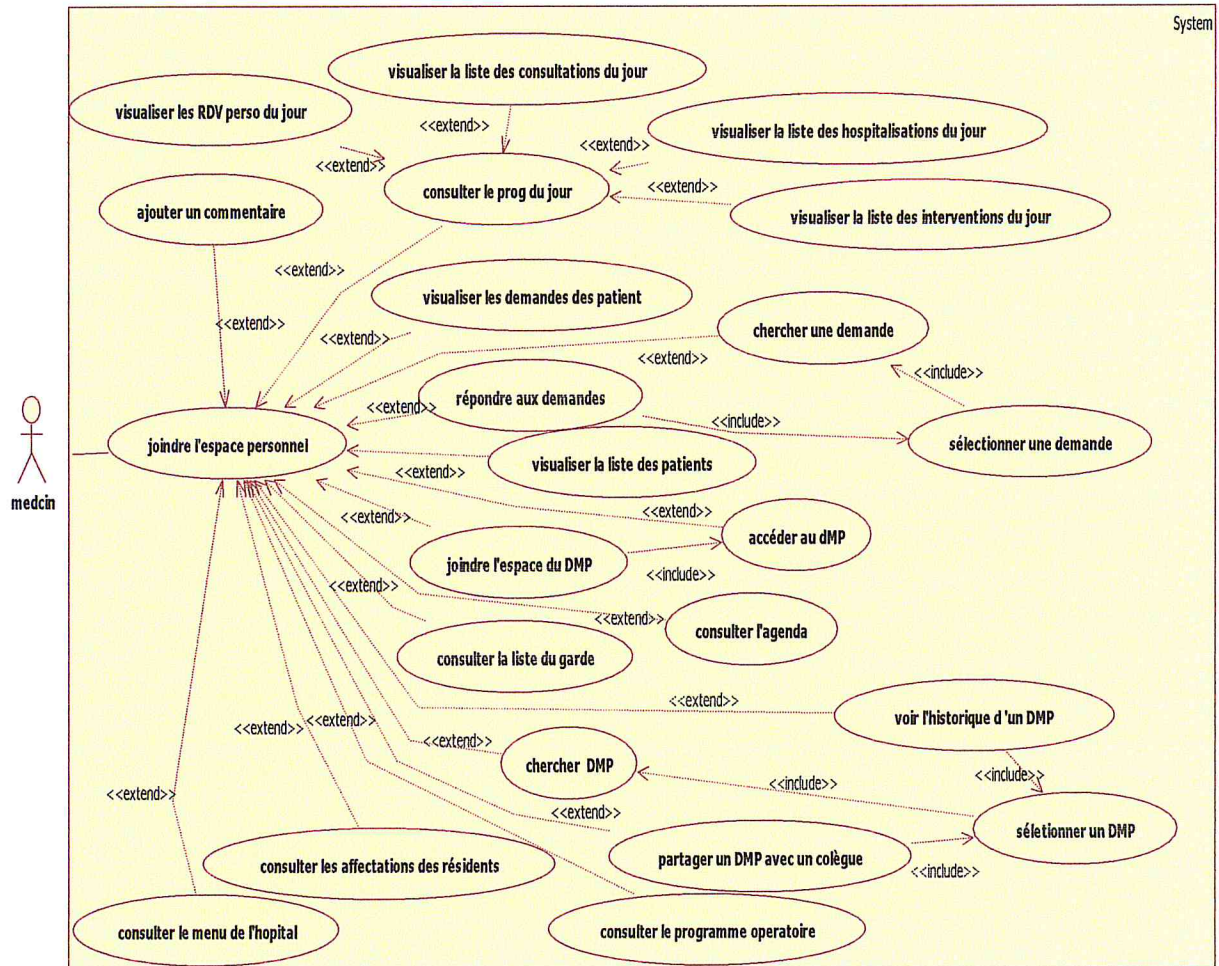 System
visualiser la liste des consultations du jour
visualiser les RDV perso du jour
<<extend>>
visualiser la liste des hospitalisations du jour
<<extend>>
<<extend>>
consulter le prog du jour
<<extend>>
ajouter un commentaire
visualiser la liste des interventions du jour
<<extend>>
visualiser les demandes des patient
<<extend>>
<<extend>>
chercher une demande
<<extend>>
<<include>>
répondre aux demandes
<<extend>>
<<include>>
joindre l'espace personnel
sélectionner une demande
visualiser la liste des patients
<<extend>>
medcin
<<extend>>
<<extend>>
accéder au dMP
joindre l'espace du DMP
<<include>>
<<extend>>
<<extend>>
consulter l'agenda
consulter la liste du garde
<<extend>>
voir l'historique d 'un DMP
<<extend>>
<<extend>>
<<extend>>
chercher DMP
<<include>>
<<include>>
<<extend>>
<<extend>>
séletionner un DMP
consulter les affectations des résidents
partager un DMP avec un colègue
<<include>>
consulter le menu de l'hopital
consulter le programme operatoire